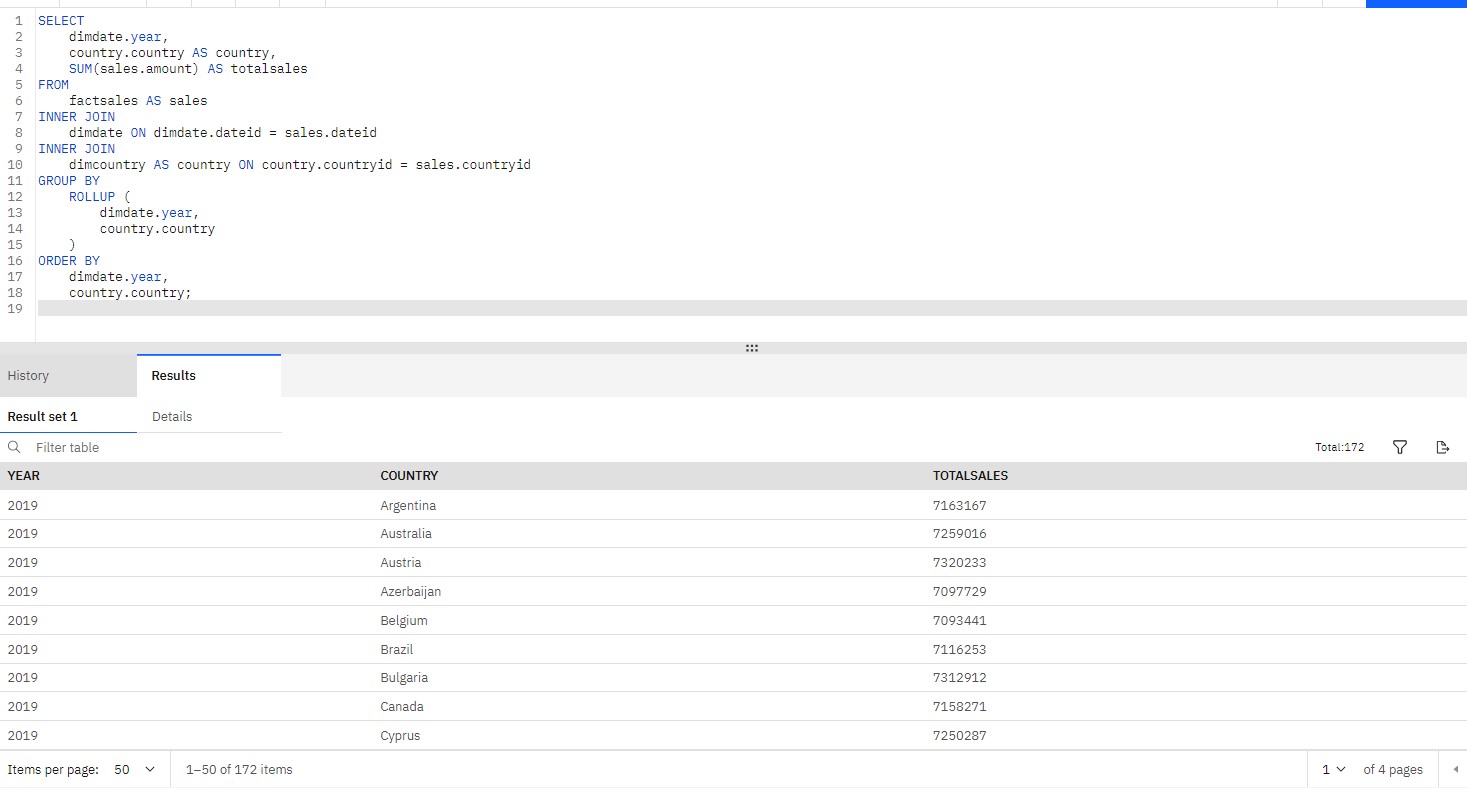 1 SELECT
2     dimdate.year,
3     country.country AS country,
4     SUM(sales.amount) AS totalsales
5 FROM
6     factsales AS sales
7 INNER JOIN
8     dimdate ON dimdate.dateid = sales.dateid
9 INNER JOIN
10     dimcountry AS country ON country.countryid = sales.countryid
11 GROUP BY
12     ROLLUP (
13         dimdate.year,
14         country.country
15     )
16 ORDER BY
17     dimdate.year,
18     country.country;
19
History Results
Result set 1 Details
Filter table Total:172
YEAR COUNTRY TOTALSALES
2019 Argentina 7163167
2019 Australia 7259016
2019 Austria 7320233
2019 Azerbaijan 7097729
2019 Belgium 7093441
2019 Brazil 7116253
2019 Bulgaria 7312912
2019 Canada 7158271
2019 Cyprus 7250287
Items per page: 50 1–50 of 172 items 1 of 4 pages